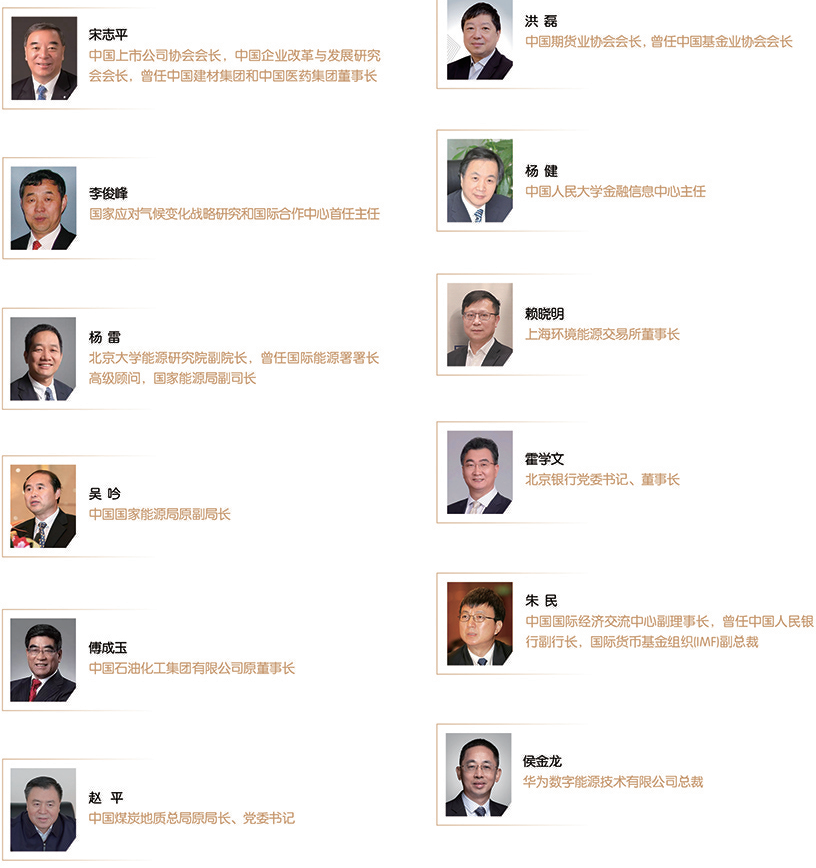 宋志平
中国上市公司协会会长，中国企业改革与发展研究
会会长，曾任中国建材集团和中国医药集团董事长
李俊峰
国家应对气候变化战略研究和国际合作中心首任主任
杨 雷
北京大学能源研究院副院长，曾任国际能源署署长
高级顾问，国家能源局副司长
吴 吟
中国国家能源局原副局长
傅成玉
中国石油化工集团有限公司原董事长
赵 平
中国煤炭地质总局原局长、党委书记
洪 磊
中国期货业协会会长，曾任中国基金业协会会长
杨 健
中国人民大学金融信息中心主任
赖晓明
上海环境能源交易所董事长
霍学文
北京银行党委书记、董事长
朱 民
中国国际经济交流中心副理事长，曾任中国人民银
行副行长，国际货币基金组织(IMF)副总裁
侯金龙
华为数字能源技术有限公司总裁